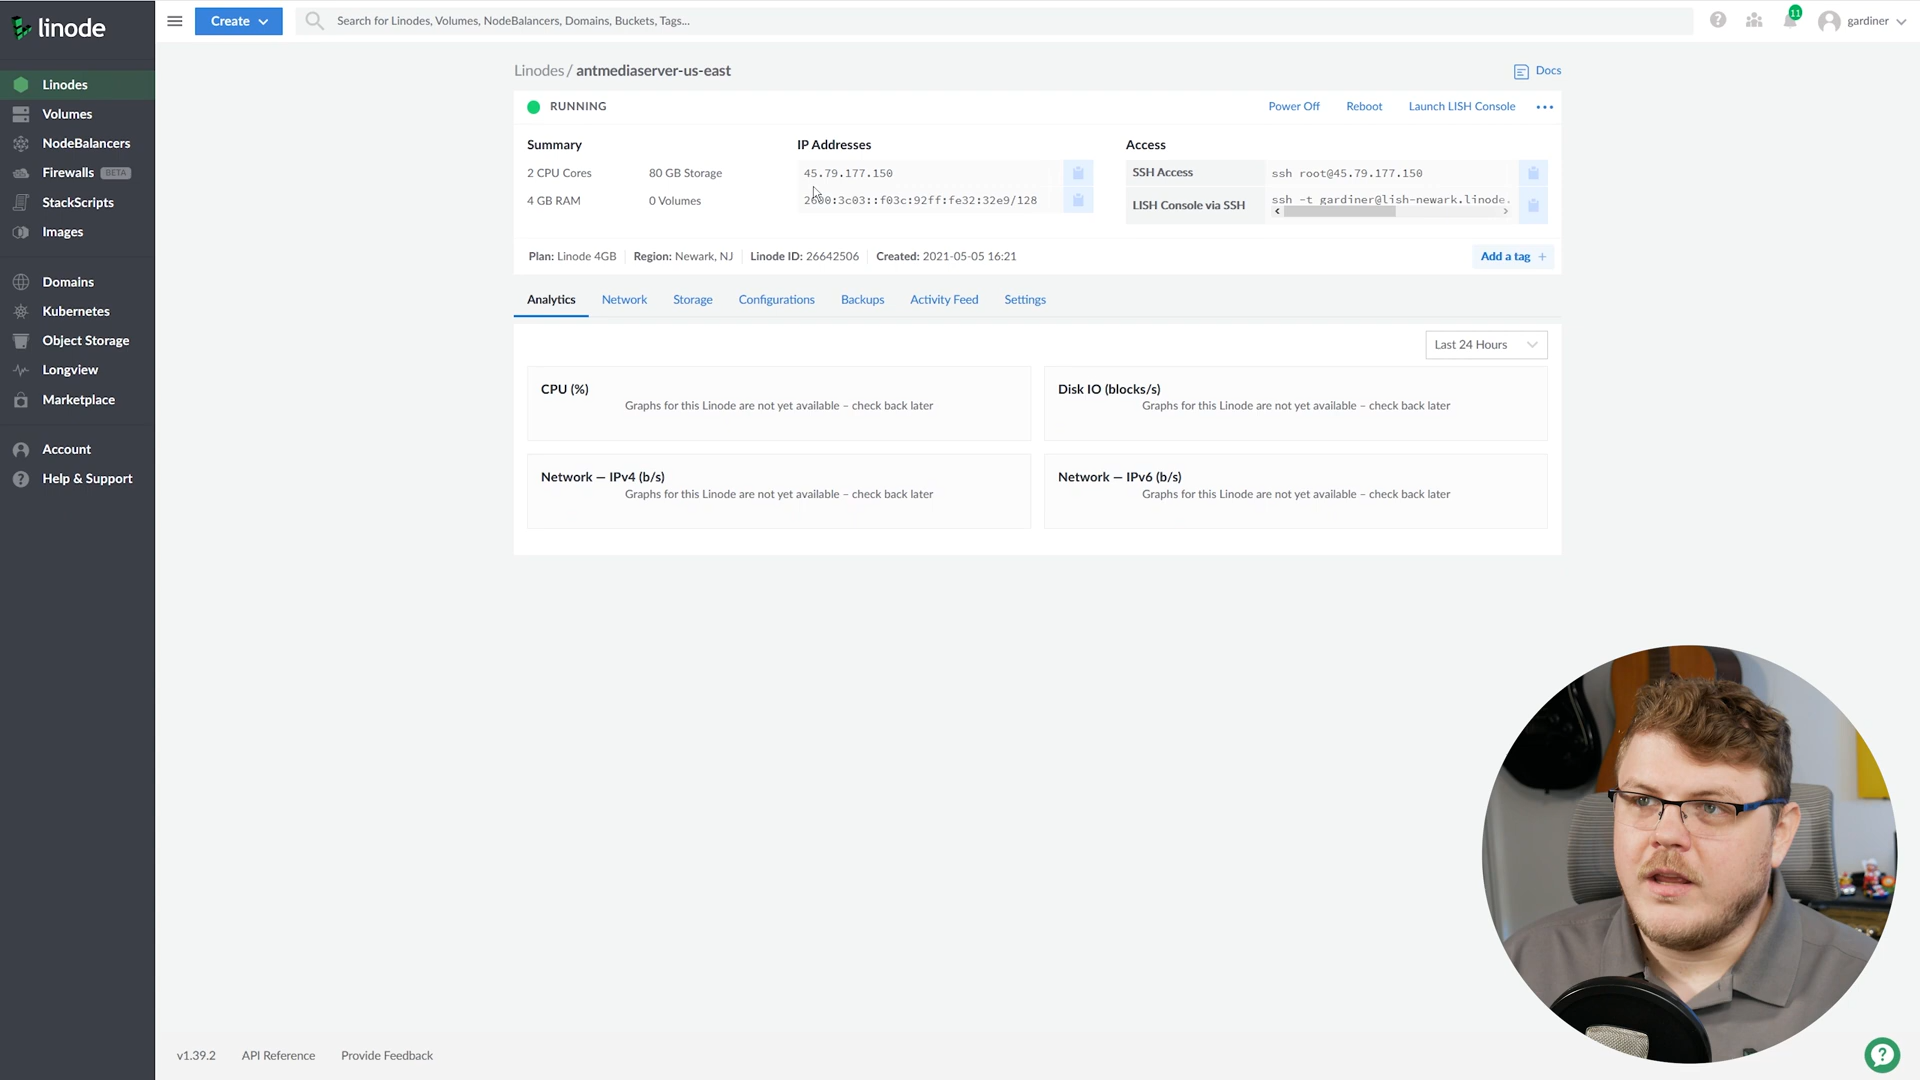 linode
Create
Search for Linodes, Volumes, NodeBalancers, Domains, Buckets, Tags...
11
gardiner
Linodes
Volumes
NodeBalancers
Firewalls BETA
StackScripts
Images
Domains
Kubernetes
Object Storage
Longview
Marketplace
Account
Help & Support
Linodes / antmediaserver-us-east
Docs
RUNNING
Power Off
Reboot
Launch LISH Console
Summary
2 CPU Cores
80 GB Storage
4 GB RAM
0 Volumes
IP Addresses
45.79.177.150
2600:3c03::f03c:92ff:fe32:32e9/128
Access
SSH Access
ssh root@45.79.177.150
LISH Console via SSH
ssh -t gardiner@lish-newark.linode.
Plan: Linode 4GB
Region: Newark, NJ
Linode ID: 26642506
Created: 2021-05-05 16:21
Add a tag +
Analytics
Network
Storage
Configurations
Backups
Activity Feed
Settings
Last 24 Hours
CPU (%)
Graphs for this Linode are not yet available – check back later
Disk IO (blocks/s)
Graphs for this Linode are not yet available – check back later
Network — IPv4 (b/s)
Graphs for this Linode are not yet available – check back later
Network — IPv6 (b/s)
Graphs for this Linode are not yet available – check back later
v1.39.2
API Reference
Provide Feedback